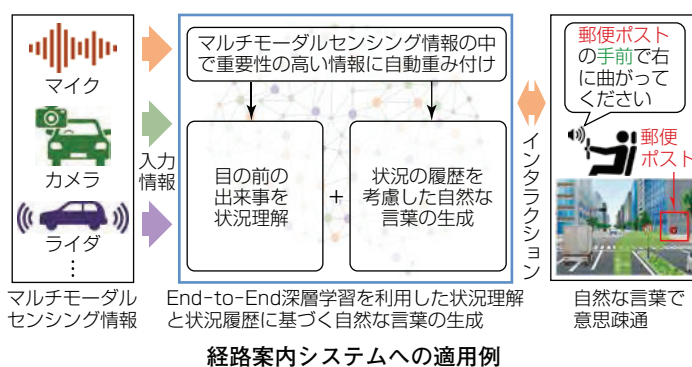 マイク
カメラ
ライダ
⋮
マルチモーダル
センシング情報
入力
情報
マルチモーダルセンシング情報の中
で重要性の高い情報に自動重み付け
目の前の
出来事を
状況理解
+
状況の履歴を
考慮した自然な
言葉の生成
End-to-End深層学習を利用した状況理解
と状況履歴に基づく自然な言葉の生成
インタラクション
郵便ポスト
の手前で右
に曲がって
ください
郵便
ポスト
自然な言葉で
意思疎通
経路案内システムへの適用例